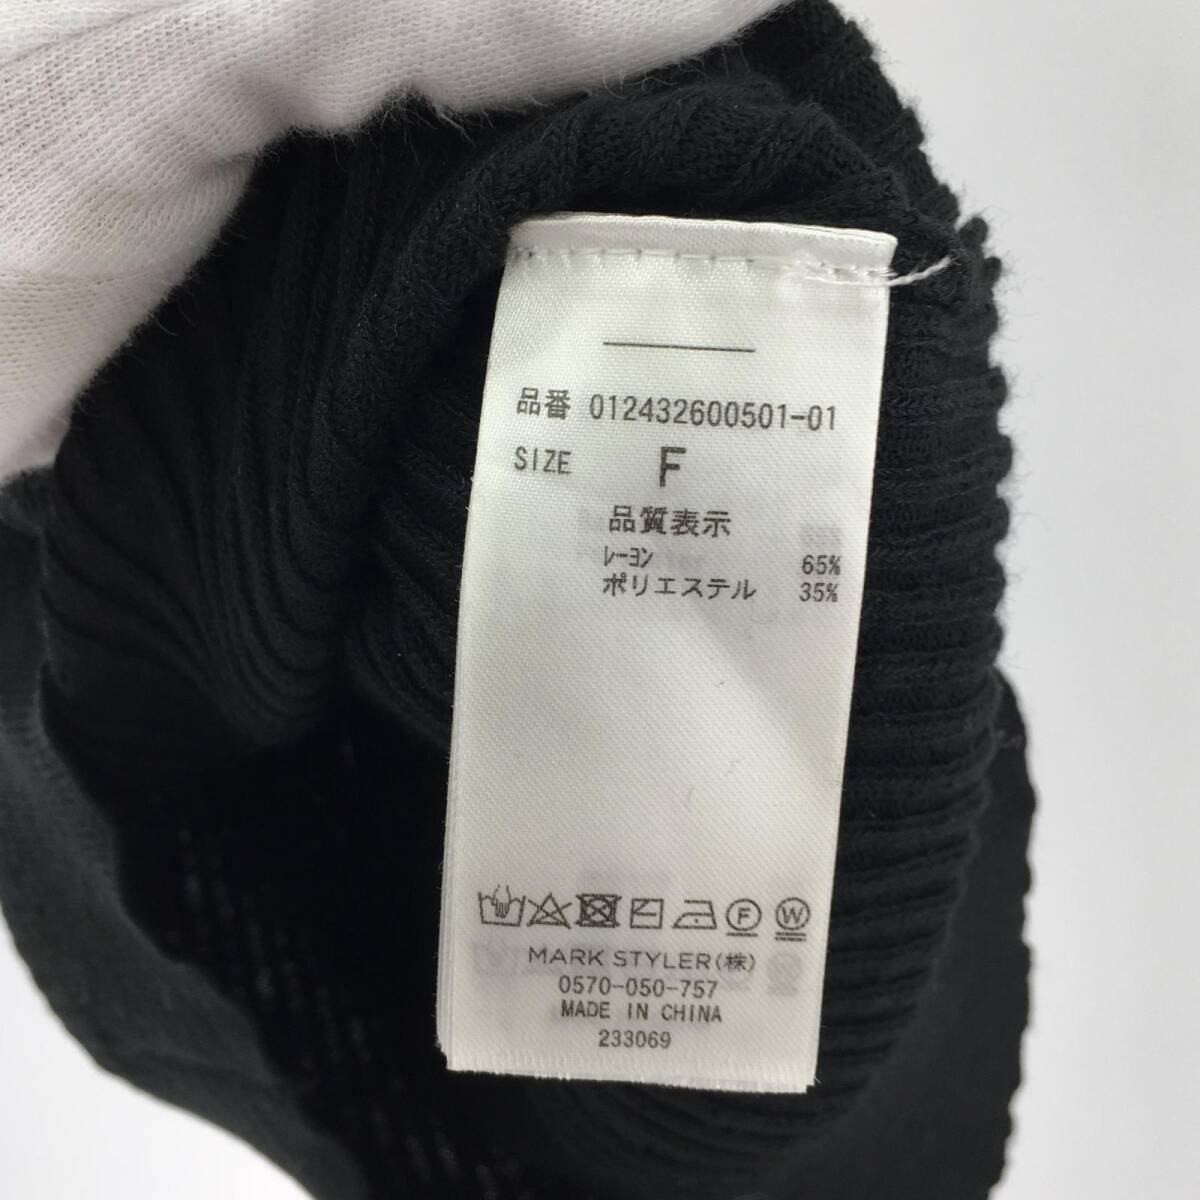 品番 012432600501-01
SIZE F
品質表示
レーヨン 65%
ポリエステル 35%
F W
MARK STYLER(株)
0570-050-757
MADE IN CHINA
233069